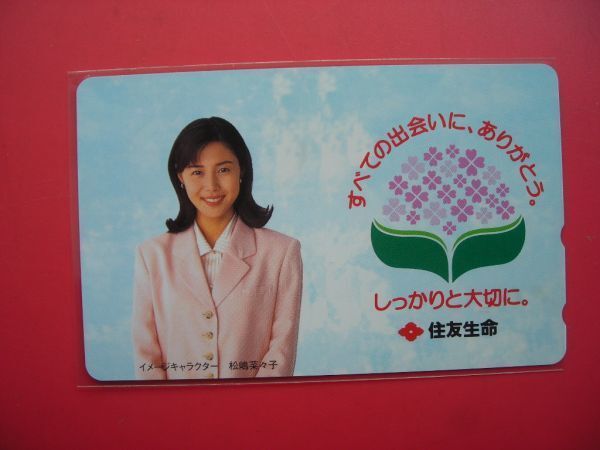 すべての出会いに、ありがとう。
しっかりと大切に。
住友生命
イメージキャラクター 松嶋菜々子